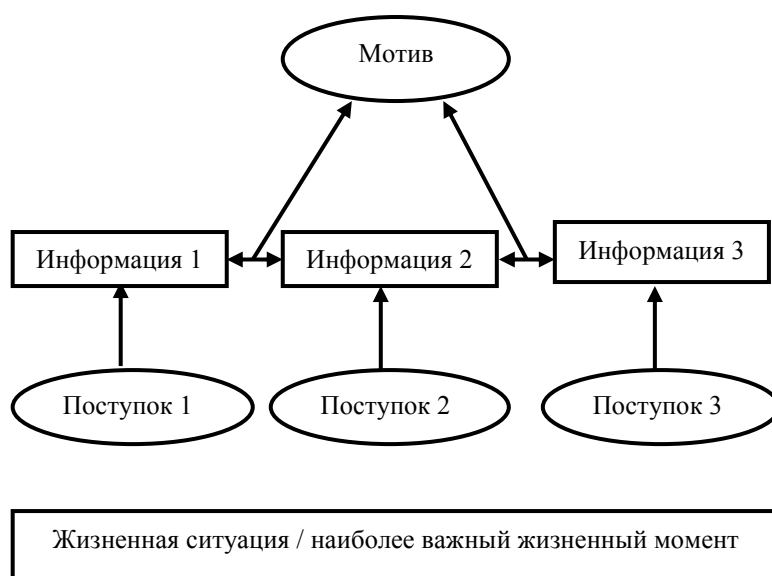 Мотив
Информация 1
Информация 2
Информация 3
Поступок 1
Поступок 2
Поступок 3
Жизненная ситуация / наиболее важный жизненный момент